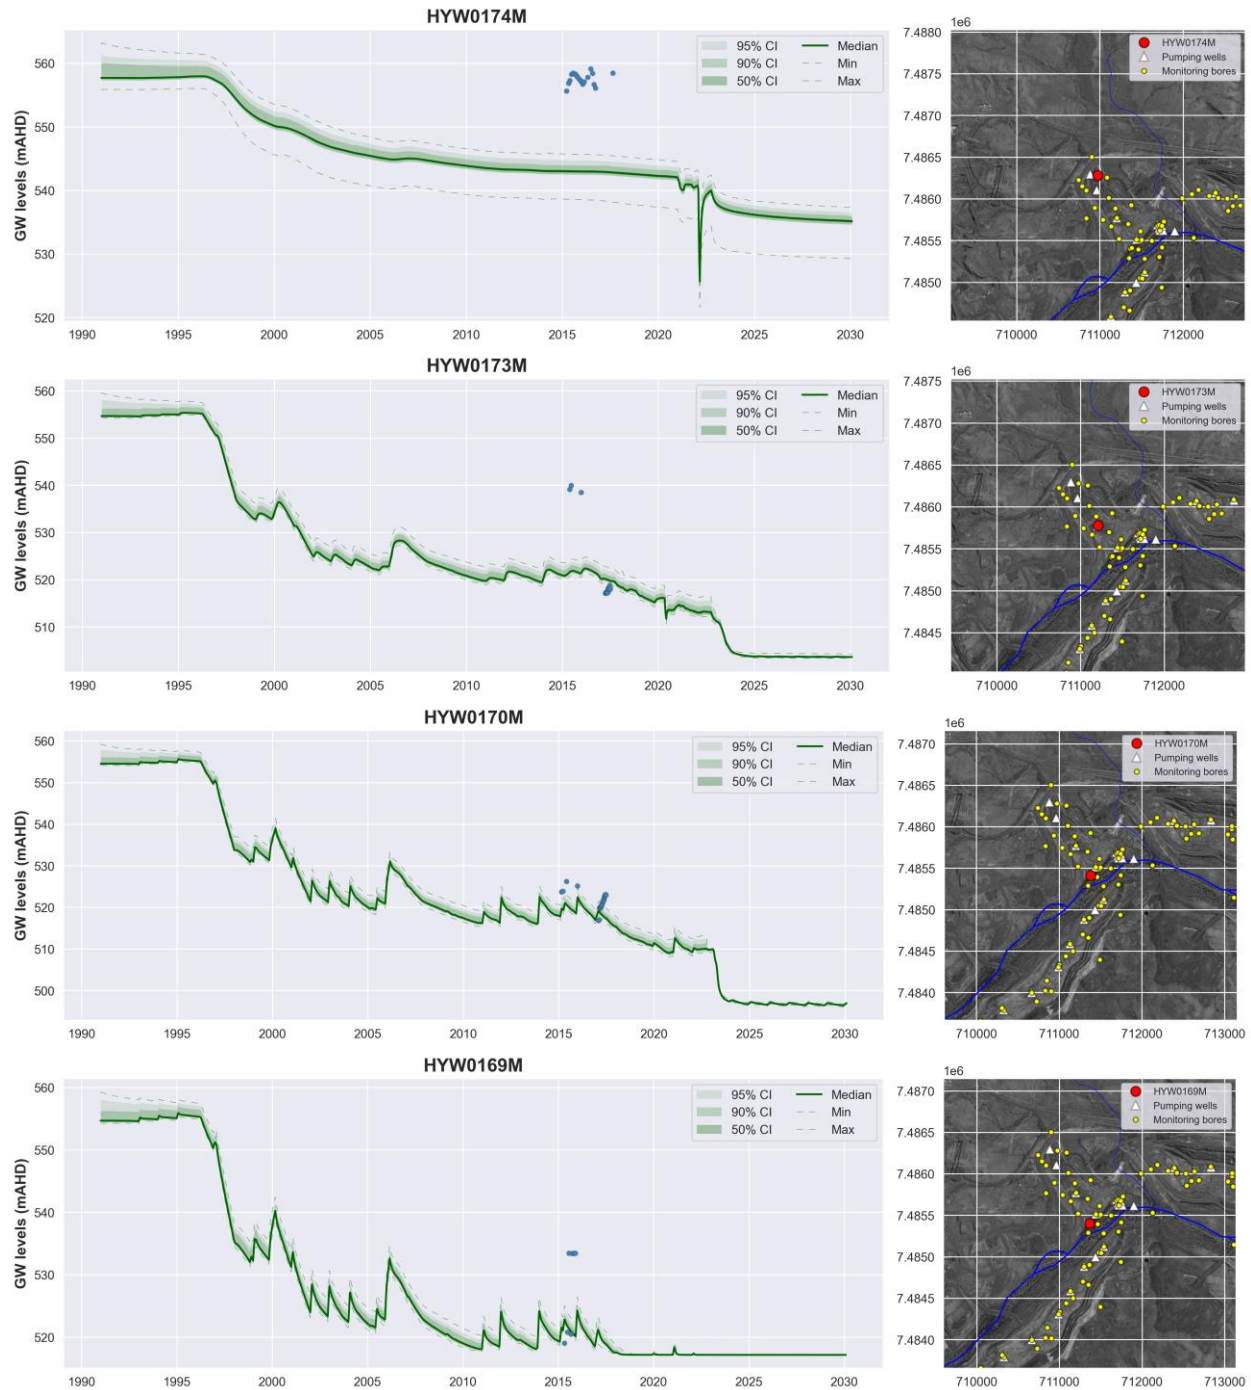 HYW0174M
GW levels (mAHD)
560
550
540
530
520
1990 1995 2000 2005 2010 2015 2020 2025 2030
95% CI Median
90% CI Min
50% CI Max
1e6
7.4880
7.4875
7.4870
7.4865
7.4860
7.4855
7.4850
710000 711000 712000
HYW0174M
Pumping wells
Monitoring bores
HYW0173M
GW levels (mAHD)
560
550
540
530
520
510
1990 1995 2000 2005 2010 2015 2020 2025 2030
95% CI Median
90% CI Min
50% CI Max
1e6
7.4875
7.4870
7.4865
7.4860
7.4855
7.4850
7.4845
710000 711000 712000
HYW0173M
Pumping wells
Monitoring bores
HYW0170M
GW levels (mAHD)
560
550
540
530
520
510
500
1990 1995 2000 2005 2010 2015 2020 2025 2030
95% CI Median
90% CI Min
50% CI Max
1e6
7.4870
7.4865
7.4860
7.4855
7.4850
7.4845
7.4840
710000 711000 712000 713000
HYW0170M
Pumping wells
Monitoring bores
HYW0169M
GW levels (mAHD)
560
550
540
530
520
1990 1995 2000 2005 2010 2015 2020 2025 2030
95% CI Median
90% CI Min
50% CI Max
1e6
7.4870
7.4865
7.4860
7.4855
7.4850
7.4845
7.4840
710000 711000 712000 713000
HYW0169M
Pumping wells
Monitoring bores